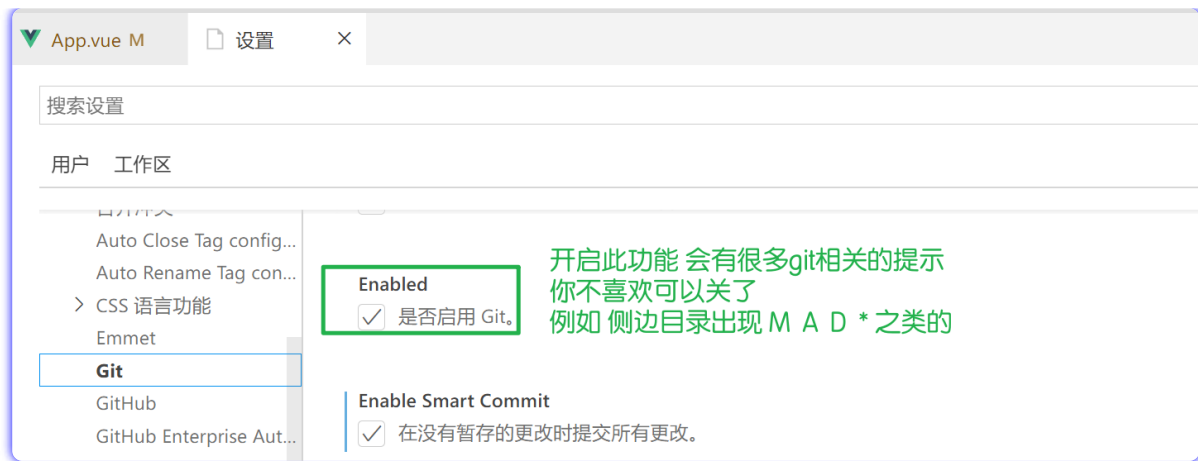 App.vue M
设置
搜索设置
用户 工作区
Auto Close Tag config...
Auto Rename Tag con...
CSS 语言功能
Emmet
Git
GitHub
GitHub Enterprise Aut...
Enabled
是否启用 Git。
开启此功能 会有很多git相关的提示
你不喜欢可以关了
例如 侧边目录出现 M A D * 之类的
Enable Smart Commit
在没有暂存的更改时提交所有更改。